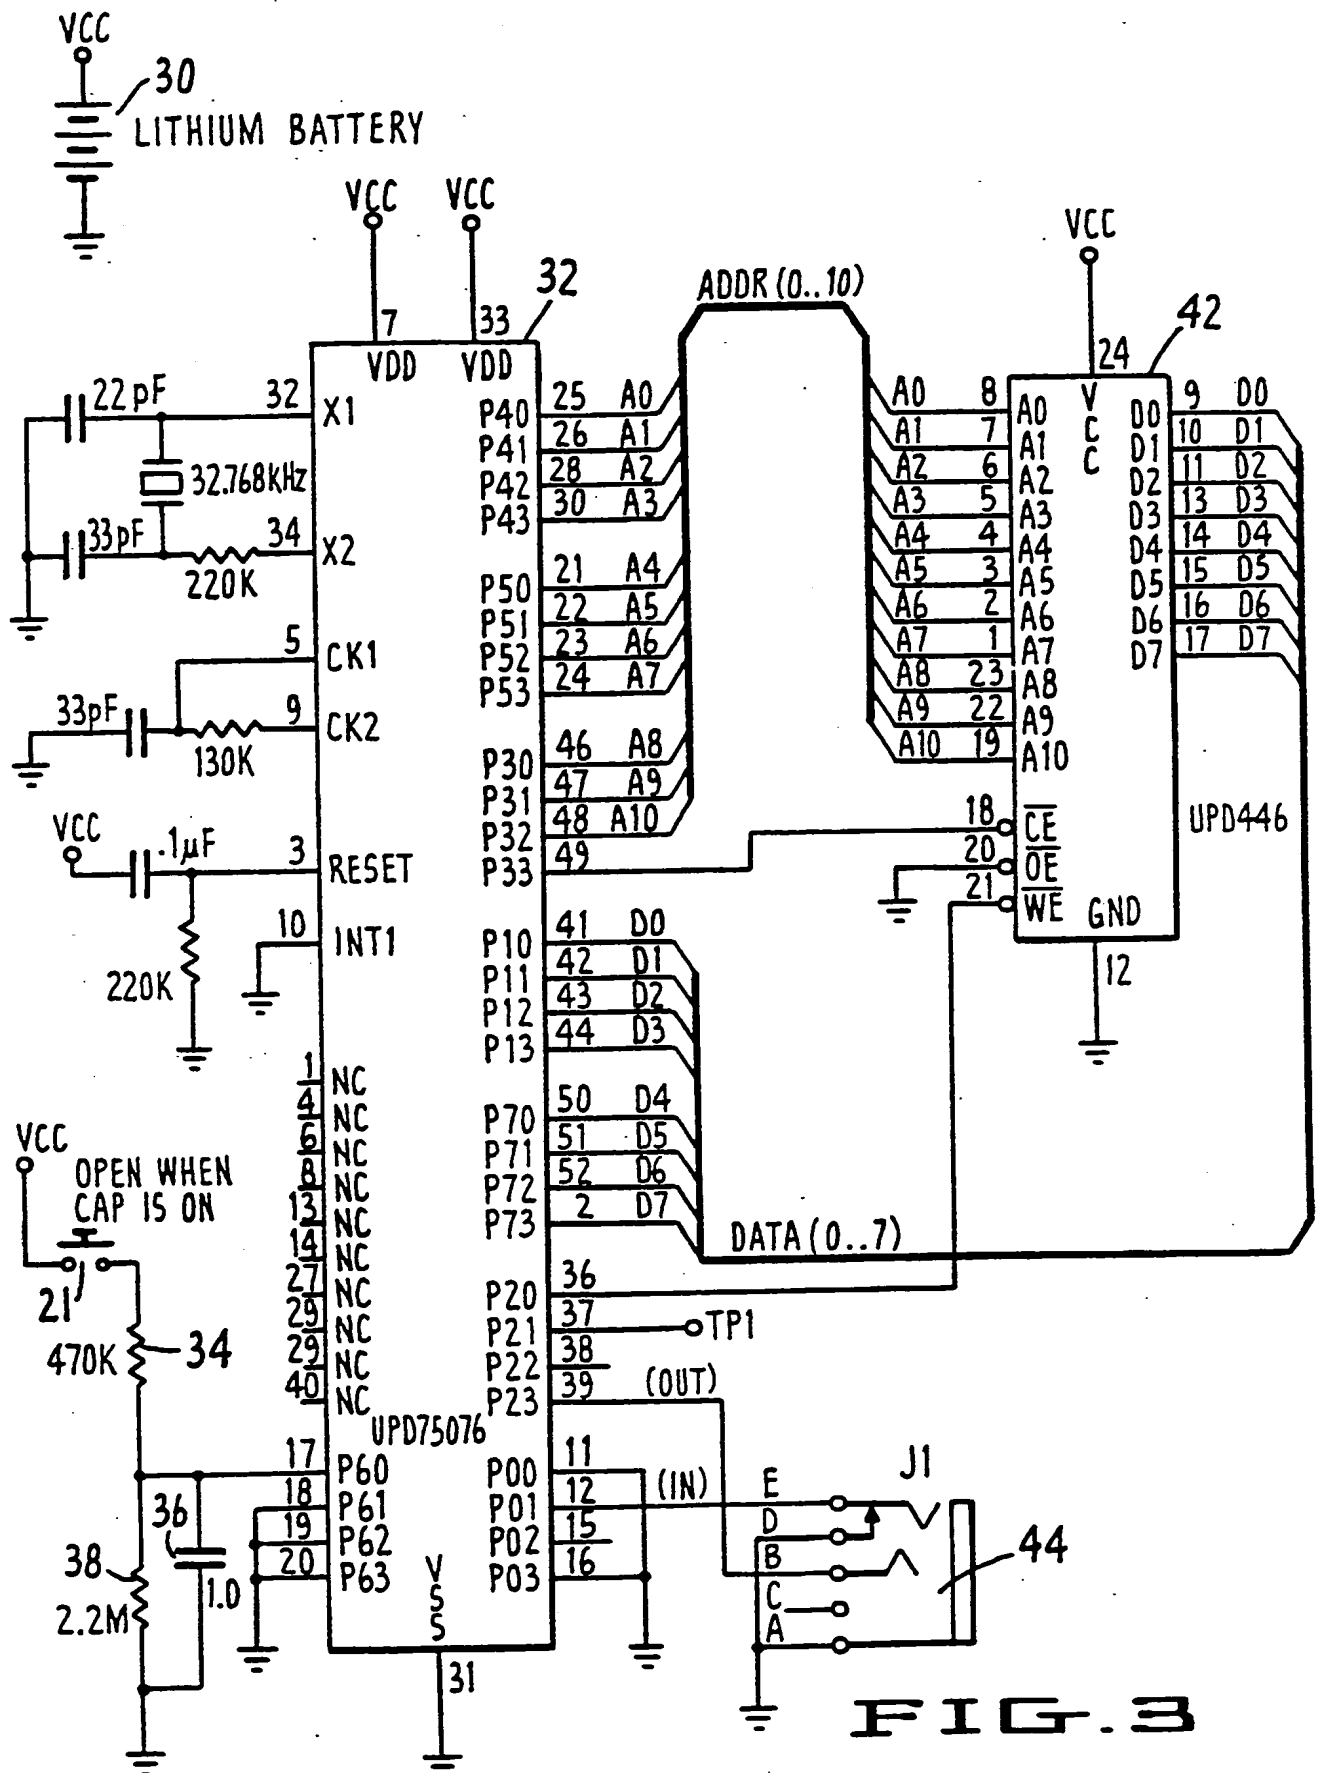 VCC
30
LITHIUM BATTERY
VCC VCC
VCC
ADDR (0..10)
32
42
7 33
24
VDD VDD
22pF 32 X1
32.768KHz
33pF 34 X2
220K
5 CK1
33pF 9 CK2
130K
VCC
.1µF 3 RESET
10 INT1
220K
1 NC
4 NC
6 NC
8 NC
13 NC
14 NC
27 NC
29 NC
29 NC
40 NC
VCC
OPEN WHEN
CAP IS ON
21
470K 34
17 P60
18 P61
19 P62
20 P63
36
38
1.0
2.2M
UPD75076
VSS
31
P40 25 A0
P41 26 A1
P42 28 A2
P43 30 A3
P50 21 A4
P51 22 A5
P52 23 A6
P53 24 A7
P30 46 A8
P31 47 A9
P32 48 A10
P33 49
P10 41 D0
P11 42 D1
P12 43 D2
P13 44 D3
P70 50 D4
P71 51 D5
P72 52 D6
P73 2 D7
DATA (0..7)
P20 36
P21 37 TP1
P22 38
P23 39 (OUT)
P00 11
P01 12 (IN)
P02 15
P03 16
A0 8 A0
A1 7 A1
A2 6 A2
A3 5 A3
A4 4 A4
A5 3 A5
A6 2 A6
A7 1 A7
A8 23 A8
A9 22 A9
A10 19 A10
18 CE
20 OE
21 WE
VCC
GND
12
UPD446
D0 9 D0
D1 10 D1
D2 11 D2
D3 13 D3
D4 14 D4
D5 15 D5
D6 16 D6
D7 17 D7
J1
E
D
B
C
A
44
FIG.3